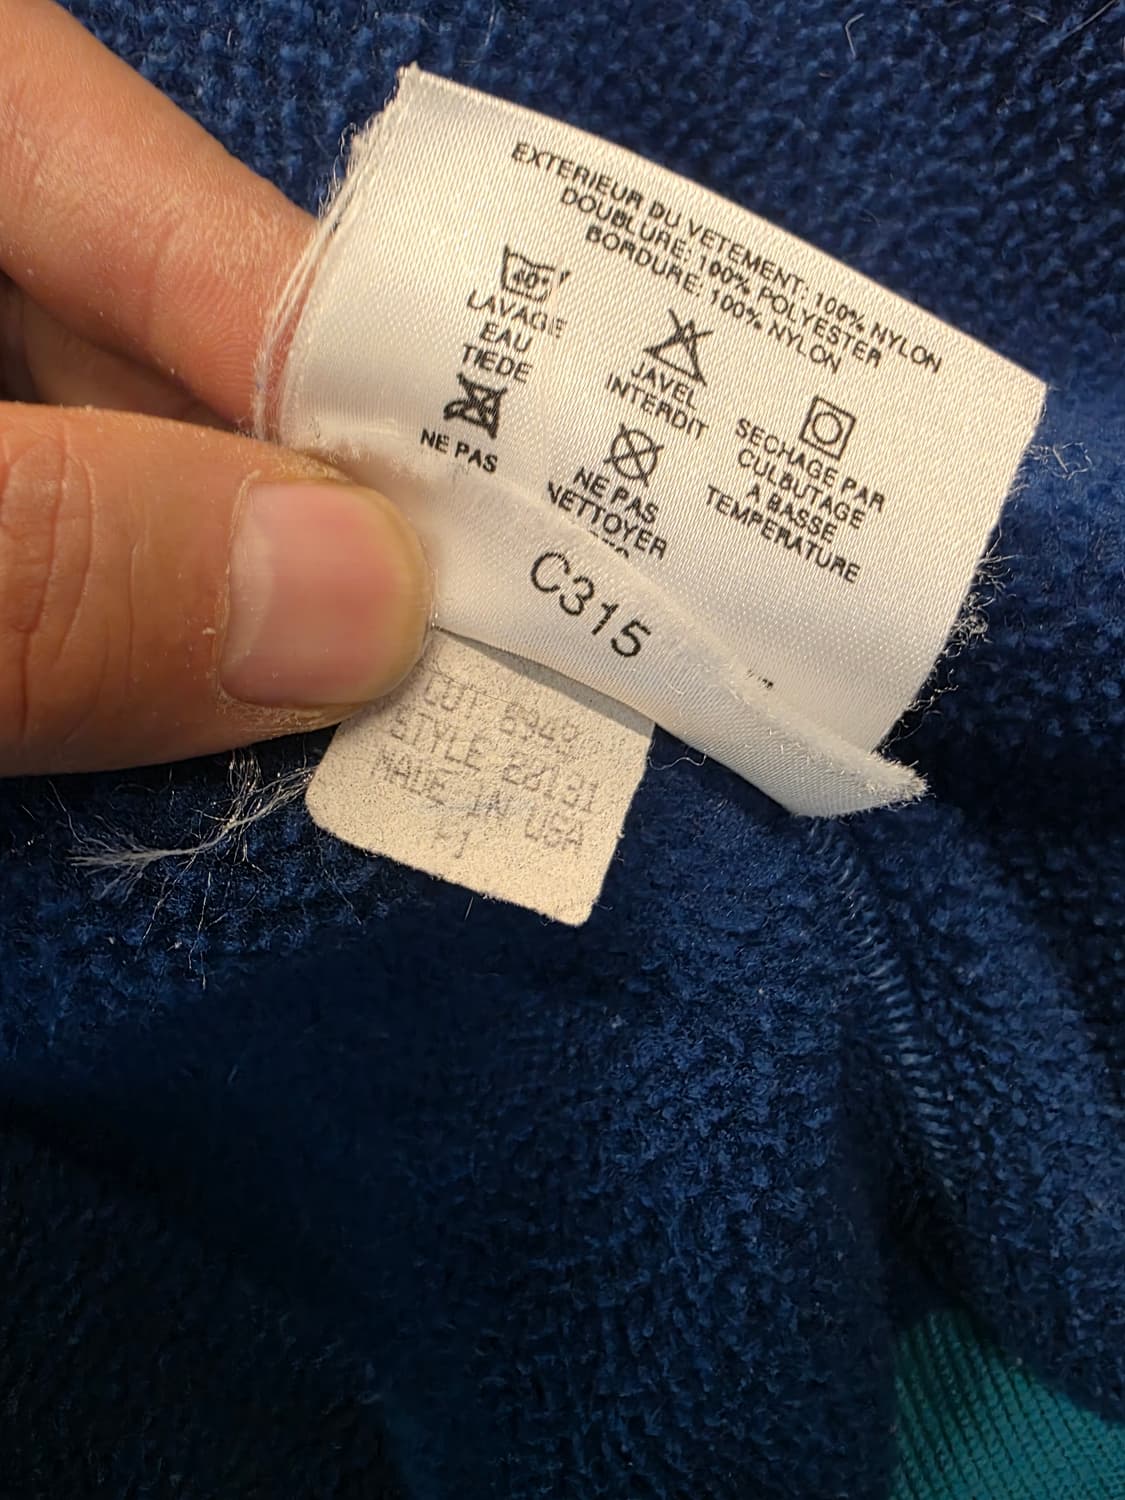 EXTERIEUR DU VETEMENT: 100% NYLON
DOUBLURE: 100% POLYESTER
BORDURE: 100% NYLON
40°
LAVAGE
EAU
TIEDE
JAVEL
INTERDIT
SECHAGE PAR
CULBUTAGE
À BASSE
TEMPERATURE
NE PAS
NE PAS
NETTOYER
C315
CUT
STYLE 28131
MADE IN USA